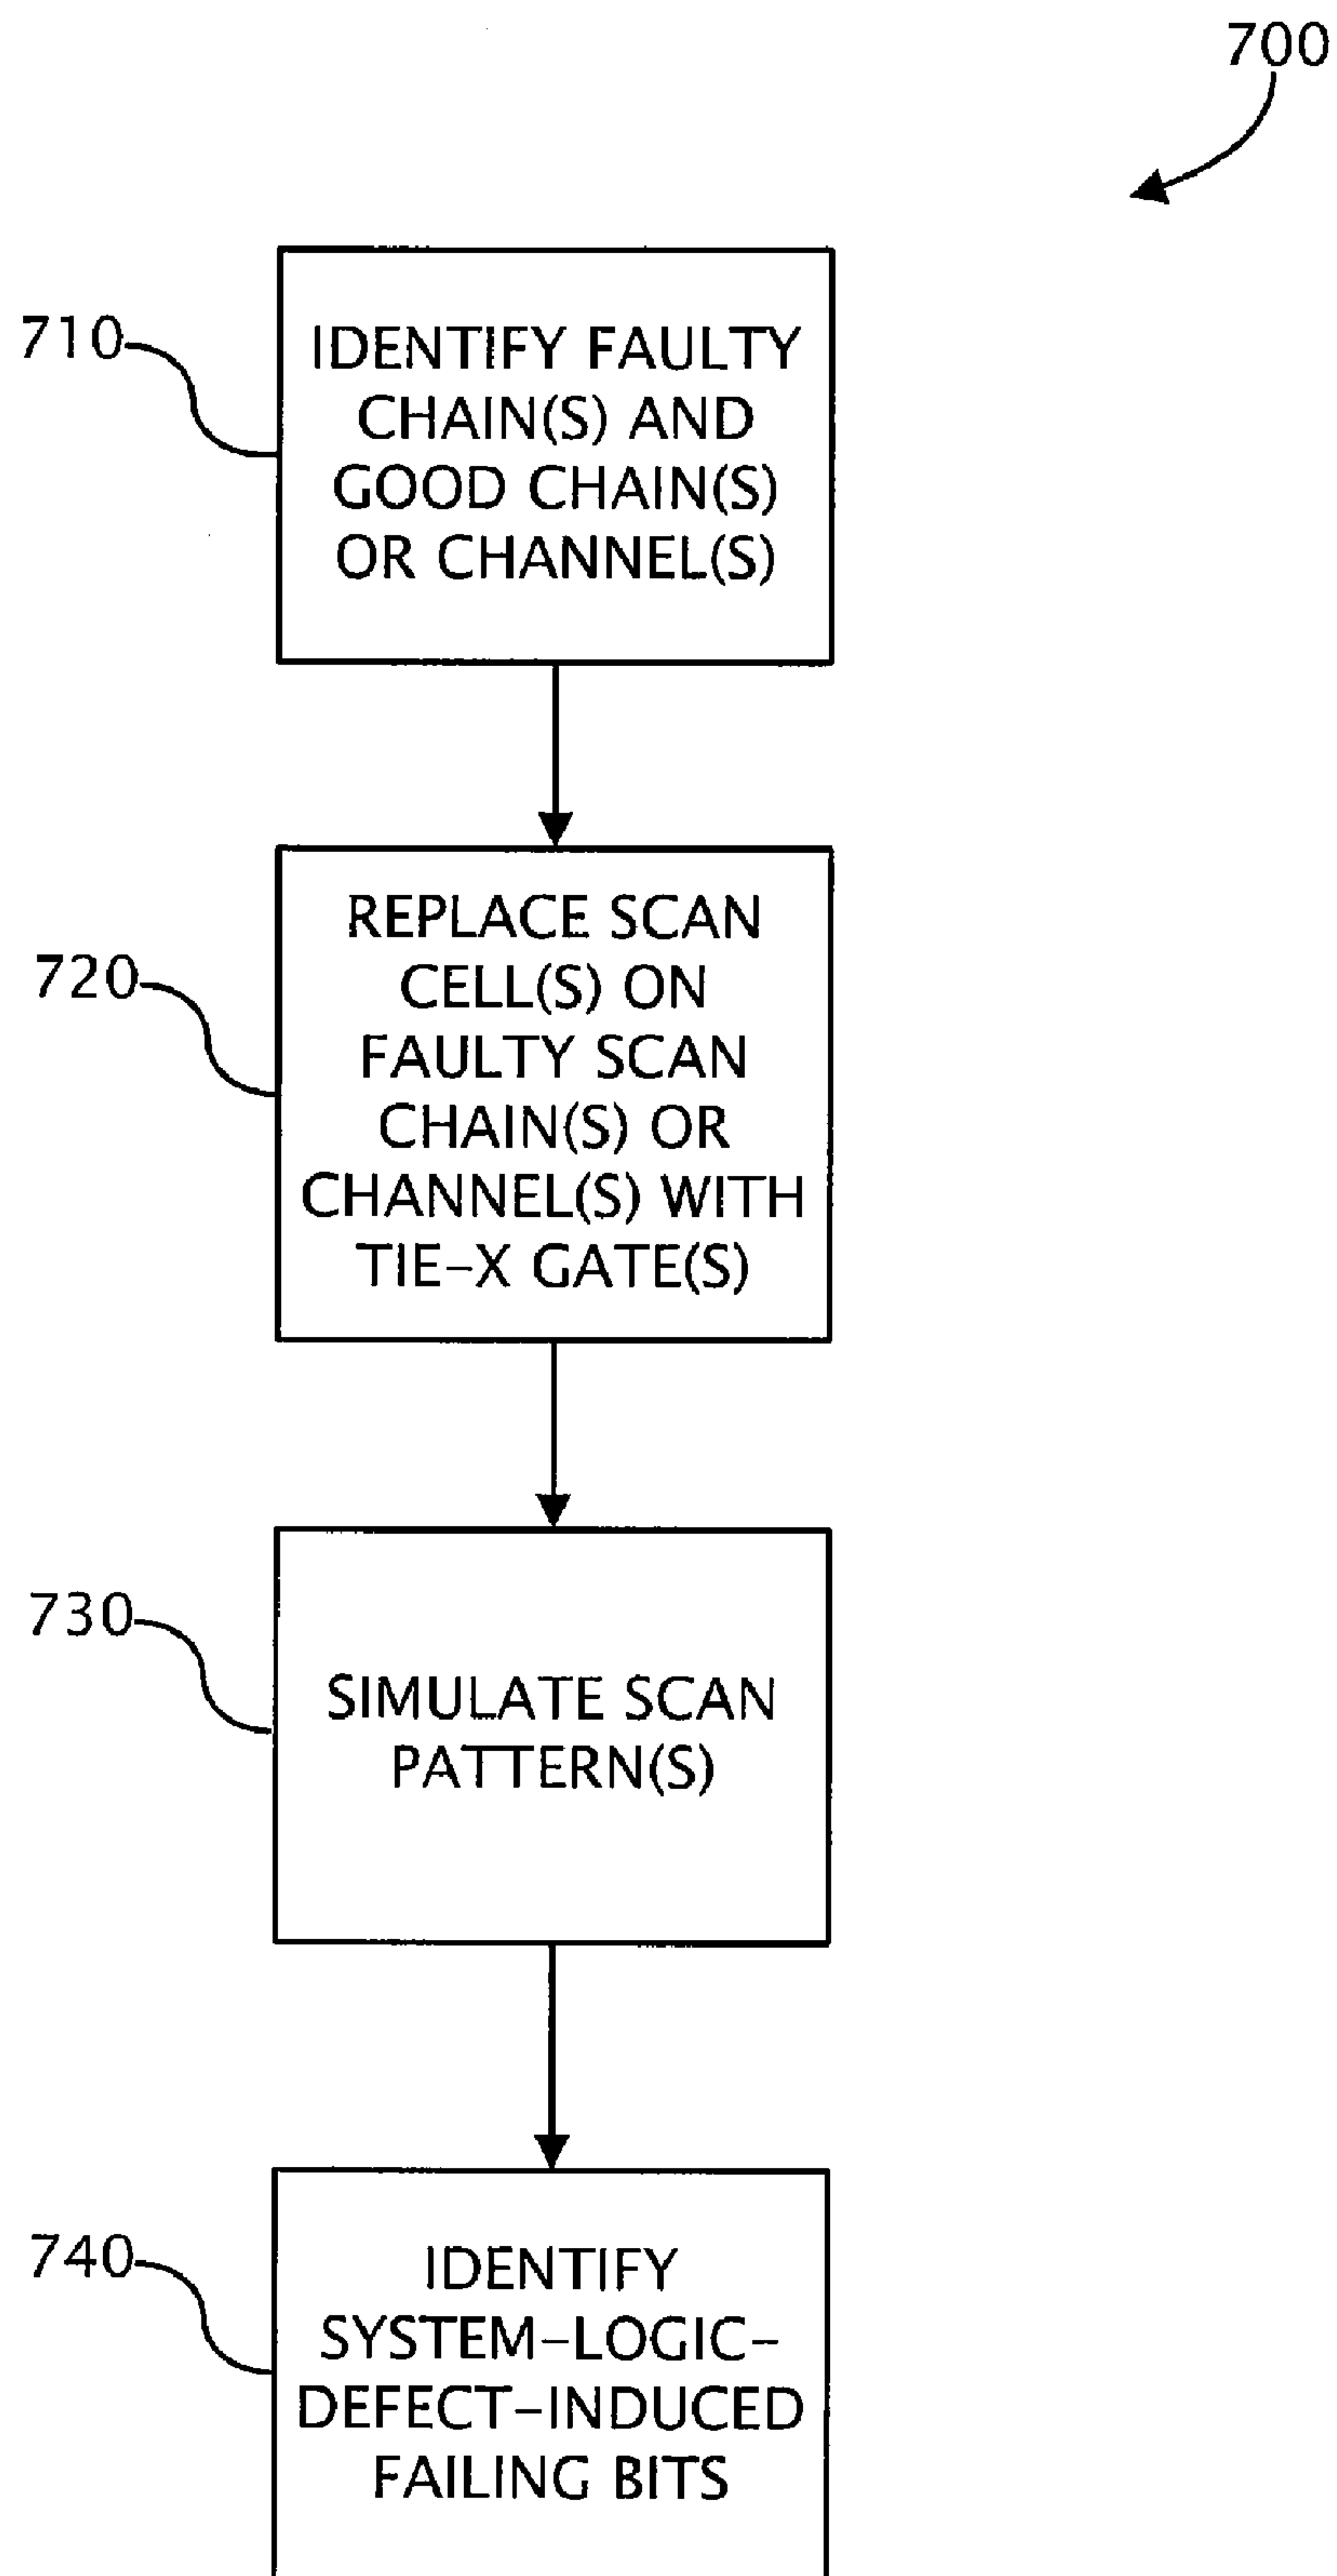 700
710
IDENTIFY FAULTY
CHAIN(S) AND
GOOD CHAIN(S)
OR CHANNEL(S)
720
REPLACE SCAN
CELL(S) ON
FAULTY SCAN
CHAIN(S) OR
CHANNEL(S) WITH
TIE-X GATE(S)
730
SIMULATE SCAN
PATTERN(S)
740
IDENTIFY
SYSTEM-LOGIC-
DEFECT-INDUCED
FAILING BITS